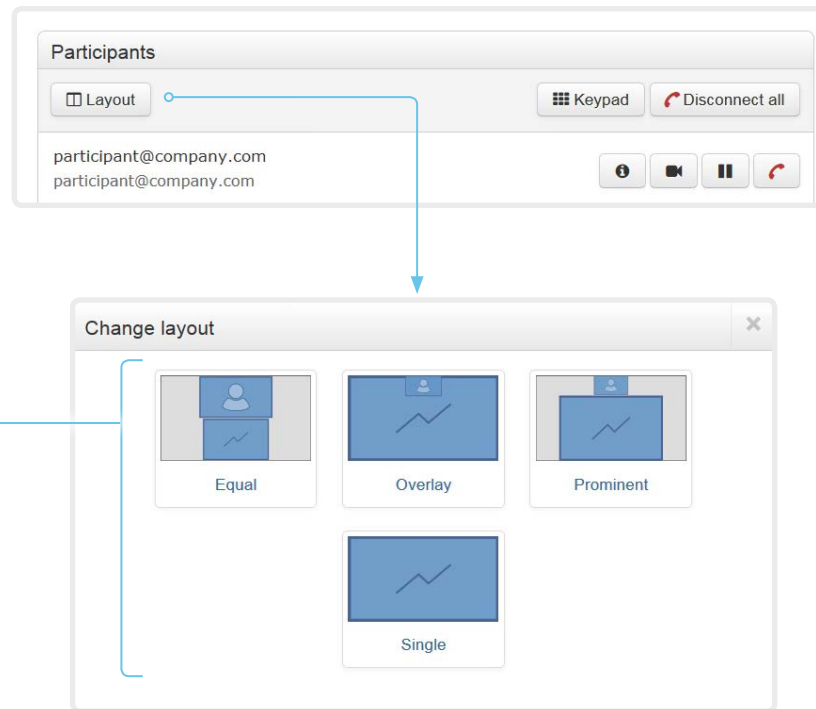 Participants
Layout
Keypad
Disconnect all
participant@company.com
participant@company.com
Change layout
Equal
Overlay
Prominent
Single